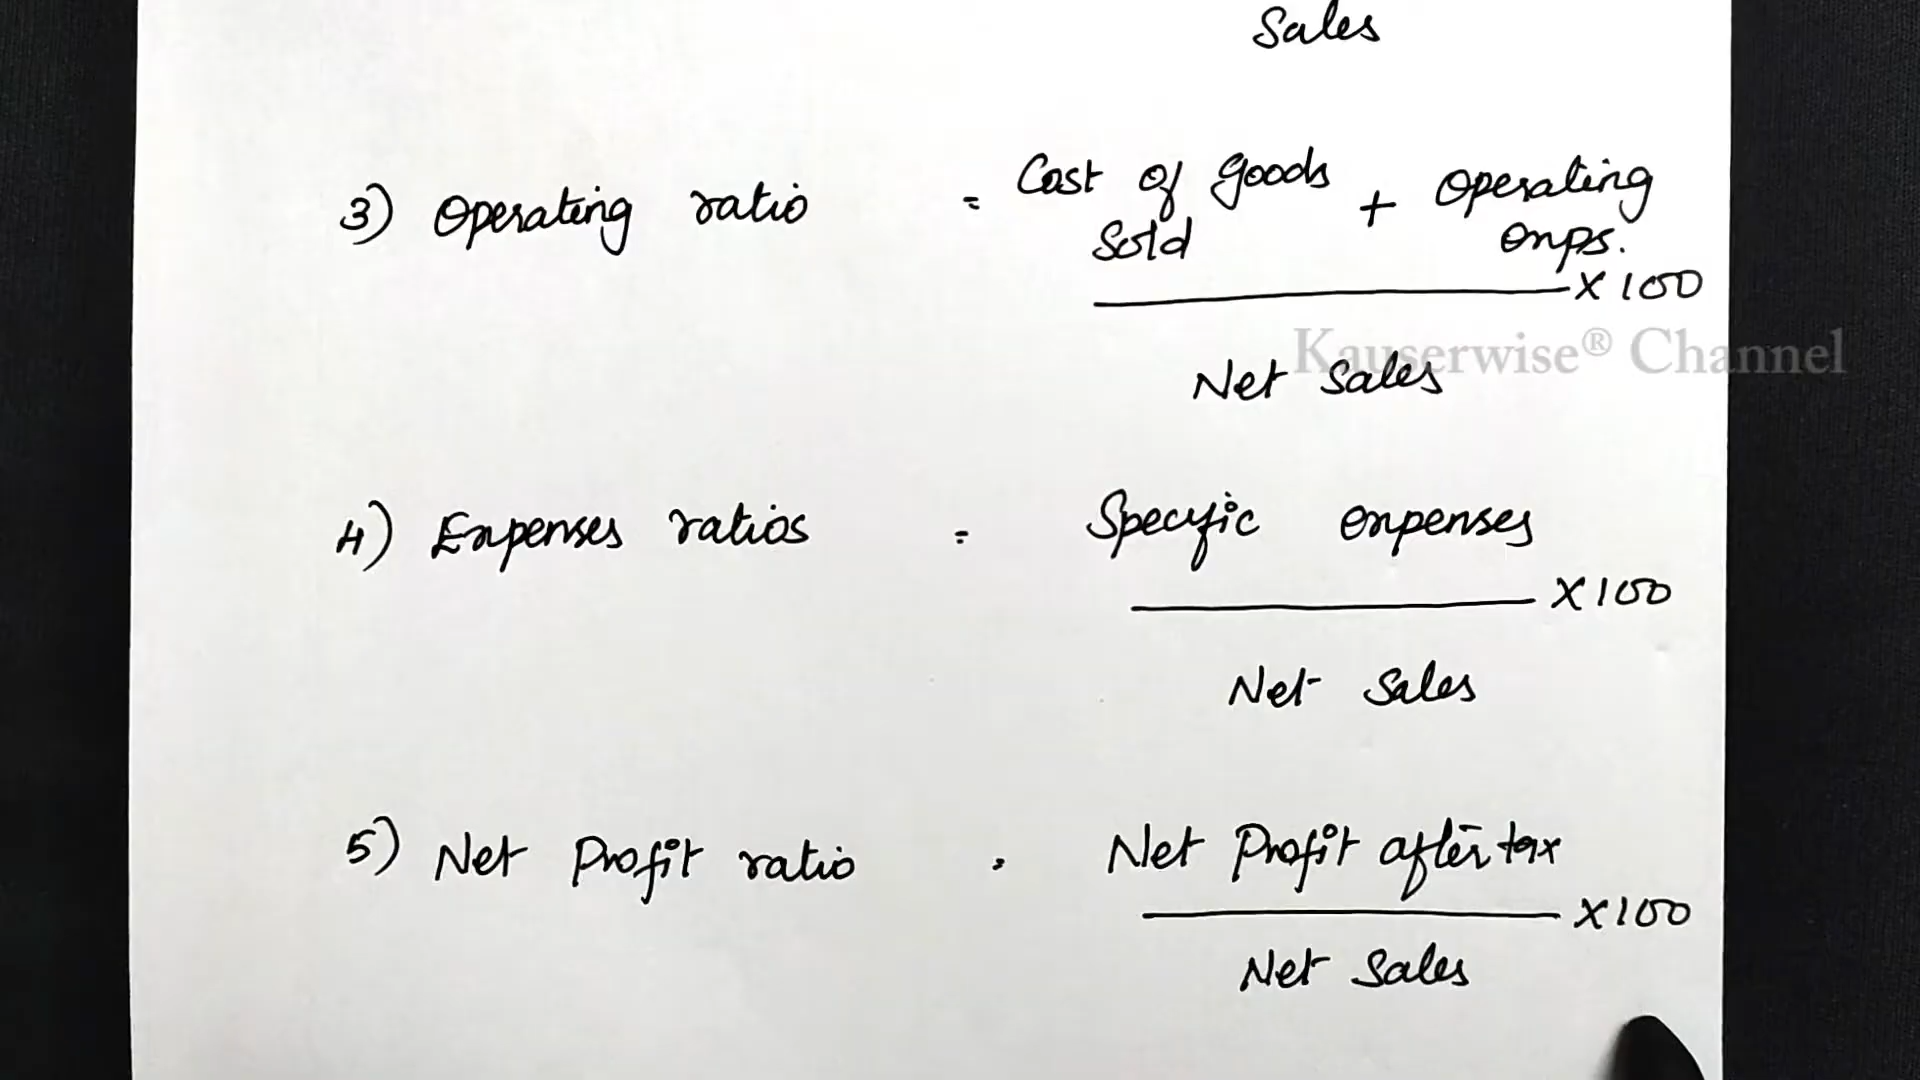 Sales
3) Operating ratio = Cost of goods sold + Operating exps. X 100
Net Sales
Kauserwise® Channel
4) Expenses ratios = Specific expenses X 100
Net Sales
5) Net Profit ratio = Net Profit after tax X 100
Net Sales